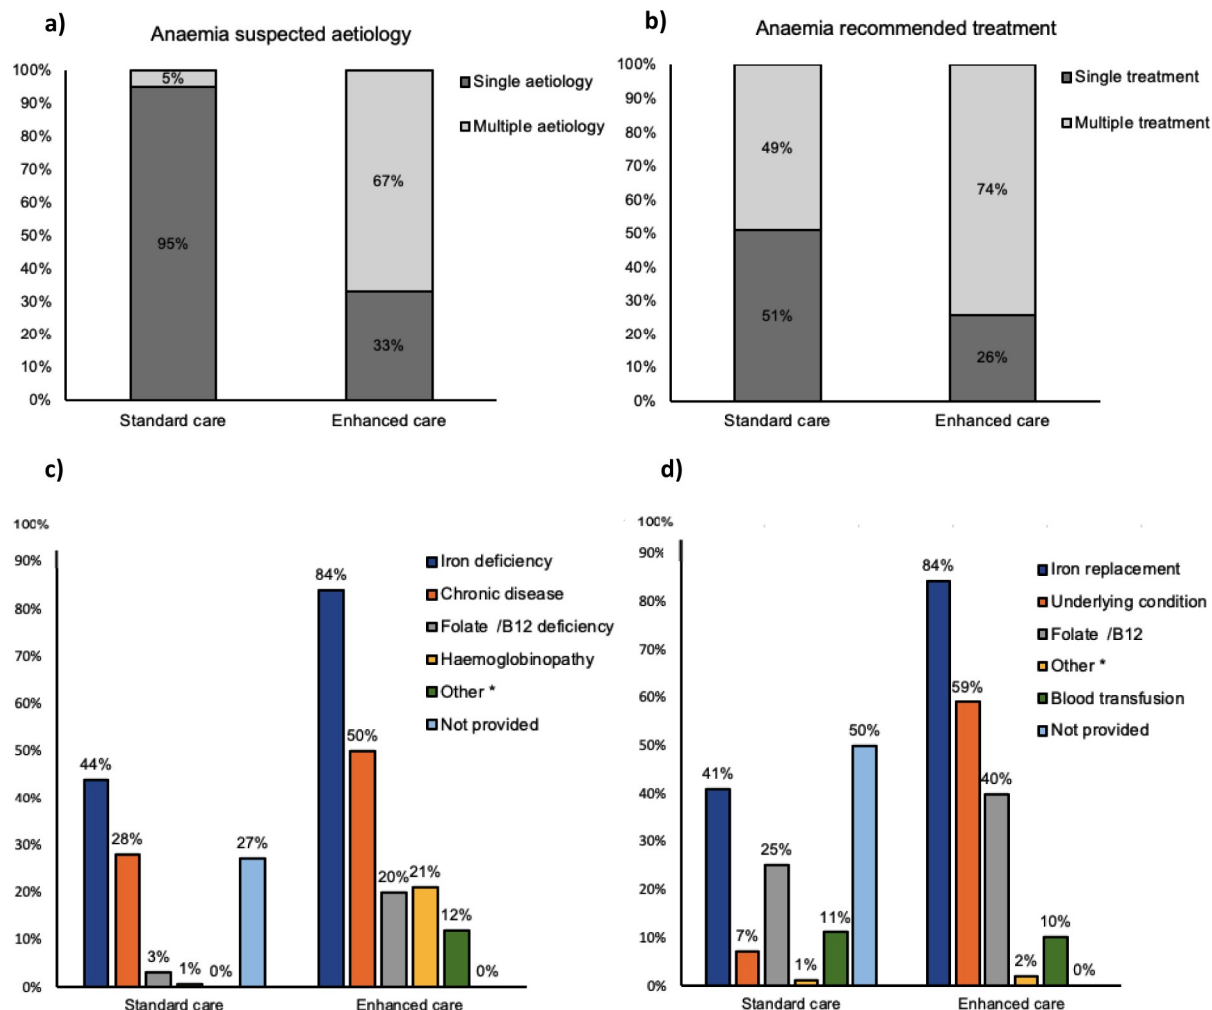 a)
Anaemia suspected aetiology
100%
90%
80%
70%
60%
50%
40%
30%
20%
10%
0%
5%
95%
67%
33%
Standard care
Enhanced care
Single aetiology
Multiple aetiology
b)
Anaemia recommended treatment
100%
90%
80%
70%
60%
50%
40%
30%
20%
10%
0%
49%
51%
74%
26%
Standard care
Enhanced care
Single treatment
Multiple treatment
c)
100%
90%
80%
70%
60%
50%
40%
30%
20%
10%
0%
44%
28%
3%
1%
0%
27%
84%
50%
20%
21%
12%
0%
Standard care
Enhanced care
Iron deficiency
Chronic disease
Folate /B12 deficiency
Haemoglobinopathy
Other *
Not provided
d)
100%
90%
80%
70%
60%
50%
40%
30%
20%
10%
0%
41%
7%
25%
1%
11%
50%
84%
59%
40%
2%
10%
0%
Standard care
Enhanced care
Iron replacement
Underlying condition
Folate /B12
Other *
Blood transfusion
Not provided